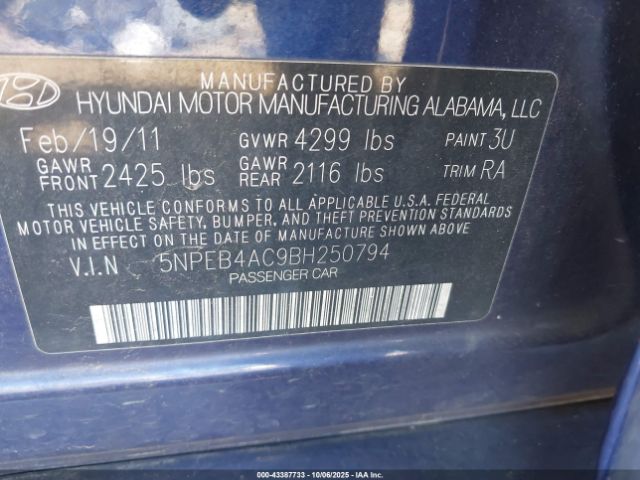 MANUFACTURED BY
HYUNDAI MOTOR MANUFACTURING ALABAMA, LLC
Feb/19/11 GVWR 4299 lbs PAINT 3U
GAWR FRONT 2425 lbs GAWR REAR 2116 lbs TRIM RA
THIS VEHICLE CONFORMS TO ALL APPLICABLE U.S.A. FEDERAL
MOTOR VEHICLE SAFETY, BUMPER, AND THEFT PREVENTION STANDARDS
IN EFFECT ON THE DATE OF MANUFACTURE SHOWN ABOVE.
V.I.N 5NPEB4AC9BH250794
PASSENGER CAR
000-43387733 - 10/06/2025 - IAA Inc.